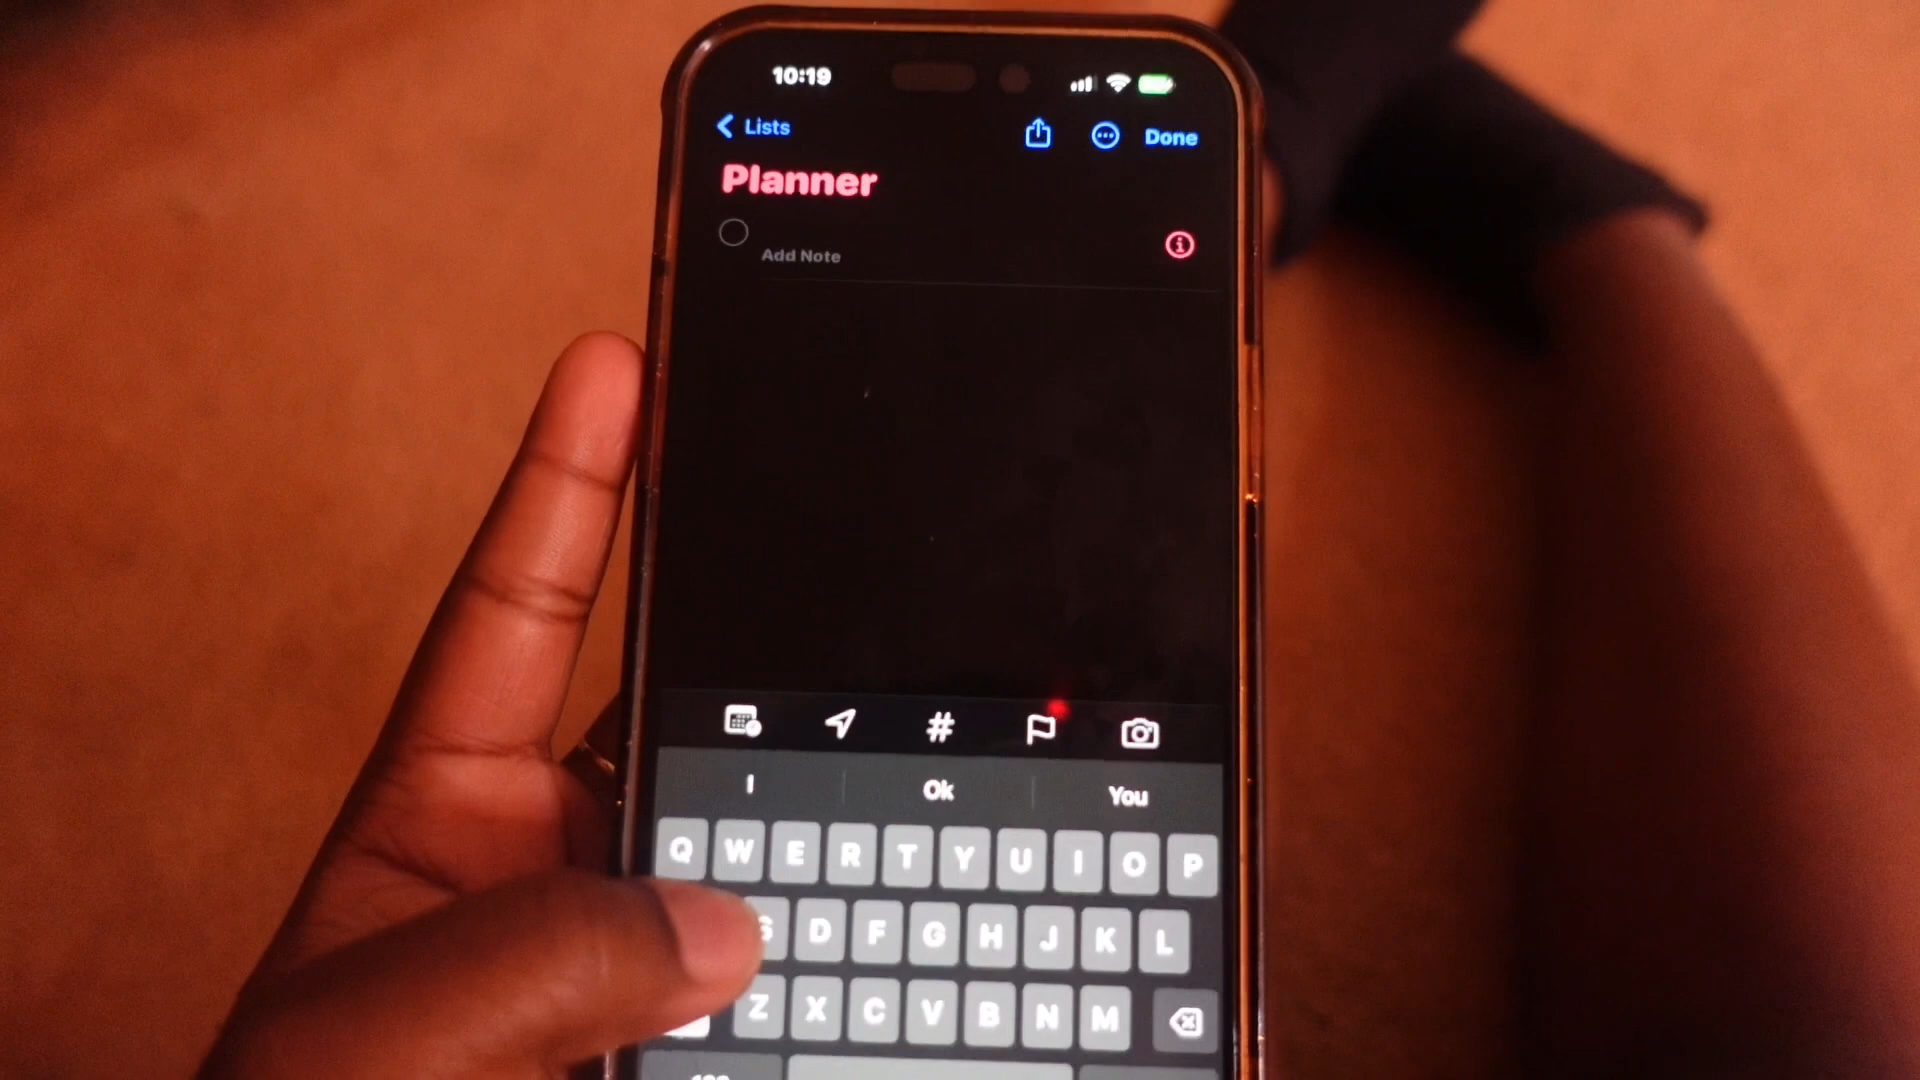 10:19
Lists
Done
Planner
Add Note
#
I
Ok
You
Q W E R T Y U I O P
S D F G H J K L
Z X C V B N M